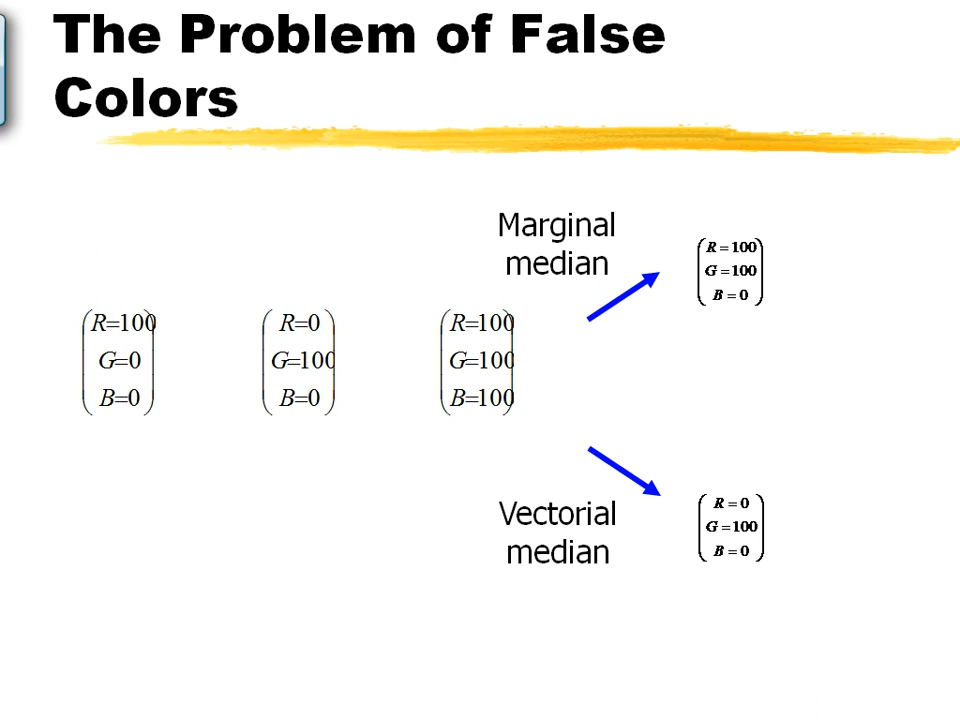 The Problem of False
Colors
Marginal
median
R=100
G=100
B=0
R=100
G=0
B=0
R=0
G=100
B=0
R=100
G=100
B=100
Vectorial
median
R=0
G=100
B=0